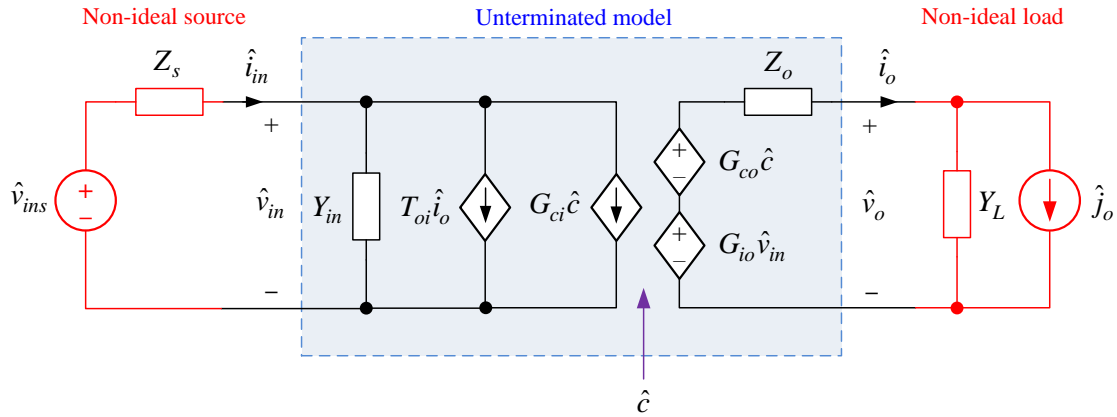 Non-ideal source
Unterminated model
Non-ideal load
Z_s
î_in
Z_o
î_o
+
+
+
−
G_co ĉ
v̂_ins
+
−
v̂_in
Y_in
T_oi î_o
G_ci ĉ
+
−
G_io v̂_in
v̂_o
Y_L
ĵ_o
−
−
ĉ